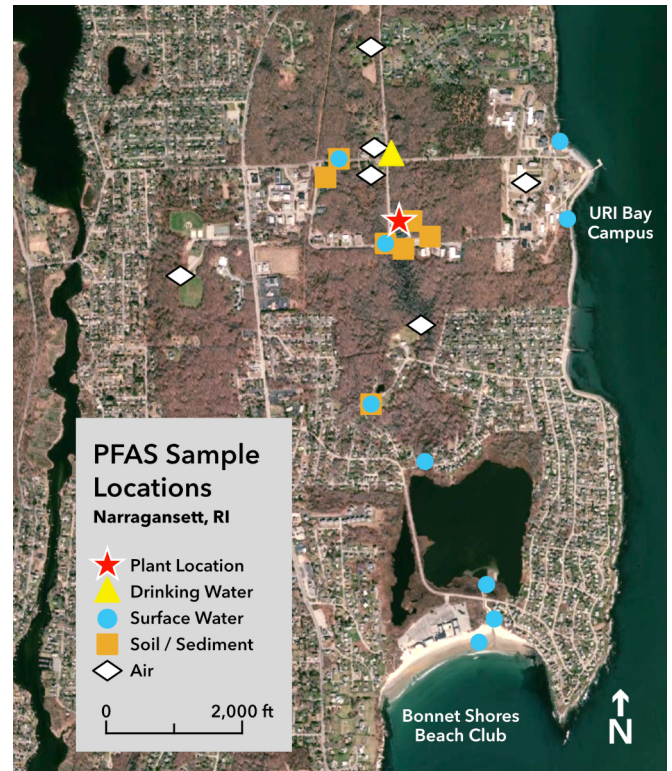 URI Bay
Campus
PFAS Sample
Locations
Narragansett, RI
Plant Location
Drinking Water
Surface Water
Soil / Sediment
Air
0 2,000 ft
Bonnet Shores
Beach Club
N